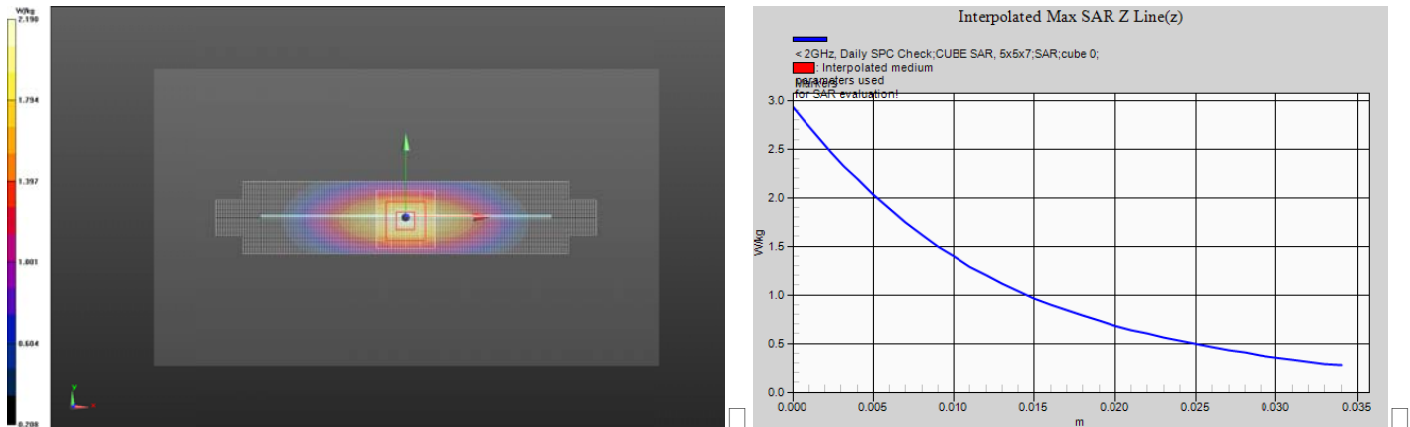 W/kg
2.190
1.794
1.397
1.001
0.604
0.208
Y
X
Interpolated Max SAR Z Line(z)
< 2GHz, Daily SPC Check;CUBE SAR, 5x5x7;SAR;cube 0;
: Interpolated medium
parameters used
Markers
for SAR evaluation!
3.0
2.5
2.0
1.5
1.0
0.5
0.0
W/kg
0.000 0.005 0.010 0.015 0.020 0.025 0.030 0.035
m